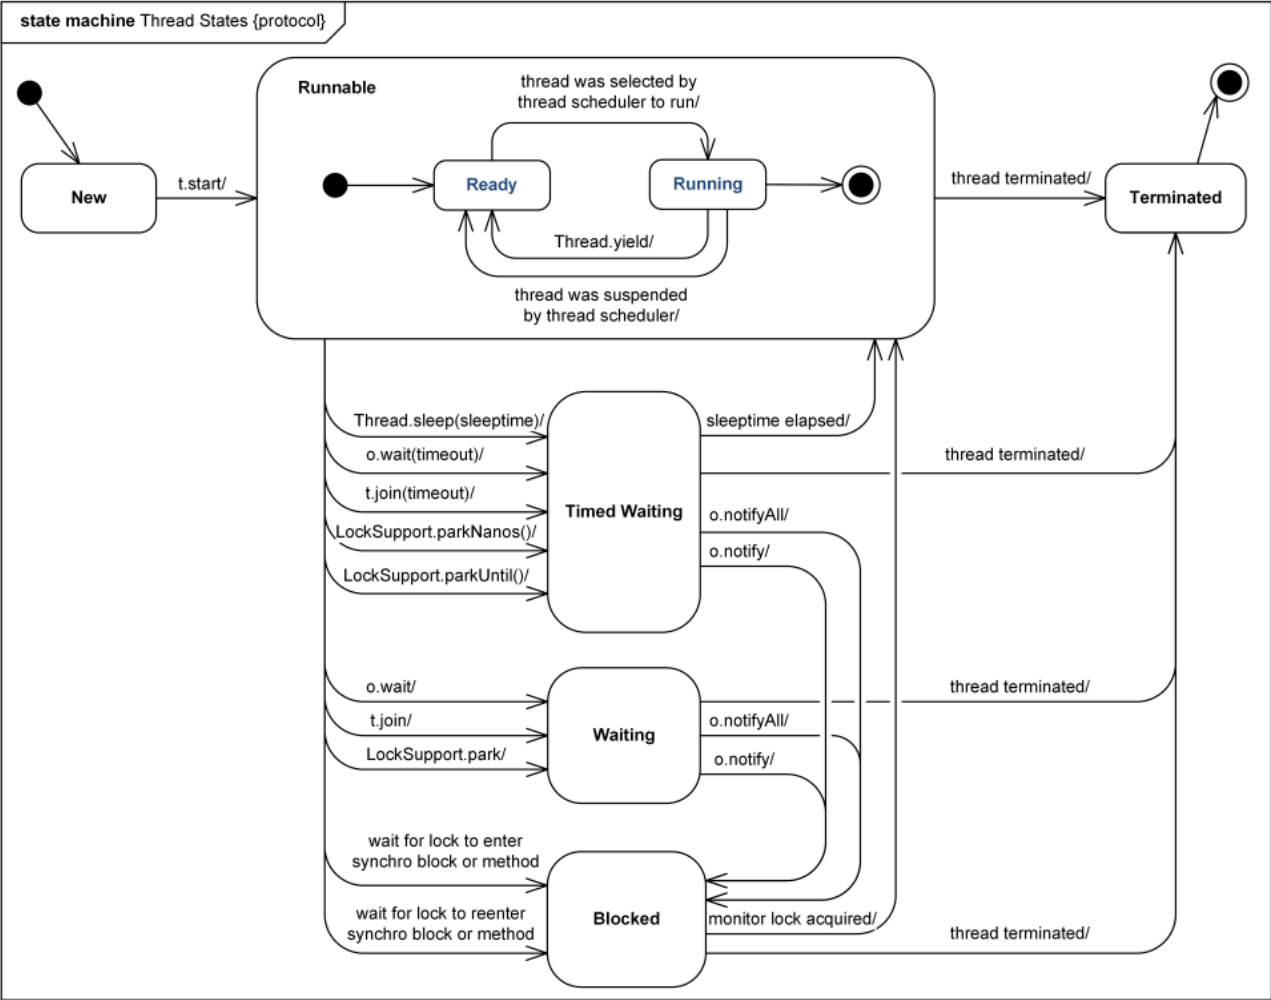 state machine Thread States {protocol}
Runnable
thread was selected by
thread scheduler to run/
New
t.start/
Ready
Running
thread terminated/
Terminated
Thread.yield/
thread was suspended
by thread scheduler/
Thread.sleep(sleeptime)/
sleeptime elapsed/
o.wait(timeout)/
thread terminated/
t.join(timeout)/
Timed Waiting
o.notifyAll/
LockSupport.parkNanos()/
o.notify/
LockSupport.parkUntil()/
o.wait/
thread terminated/
t.join/
o.notifyAll/
Waiting
LockSupport.park/
o.notify/
wait for lock to enter
synchro block or method
wait for lock to reenter
synchro block or method
Blocked
monitor lock acquired/
thread terminated/